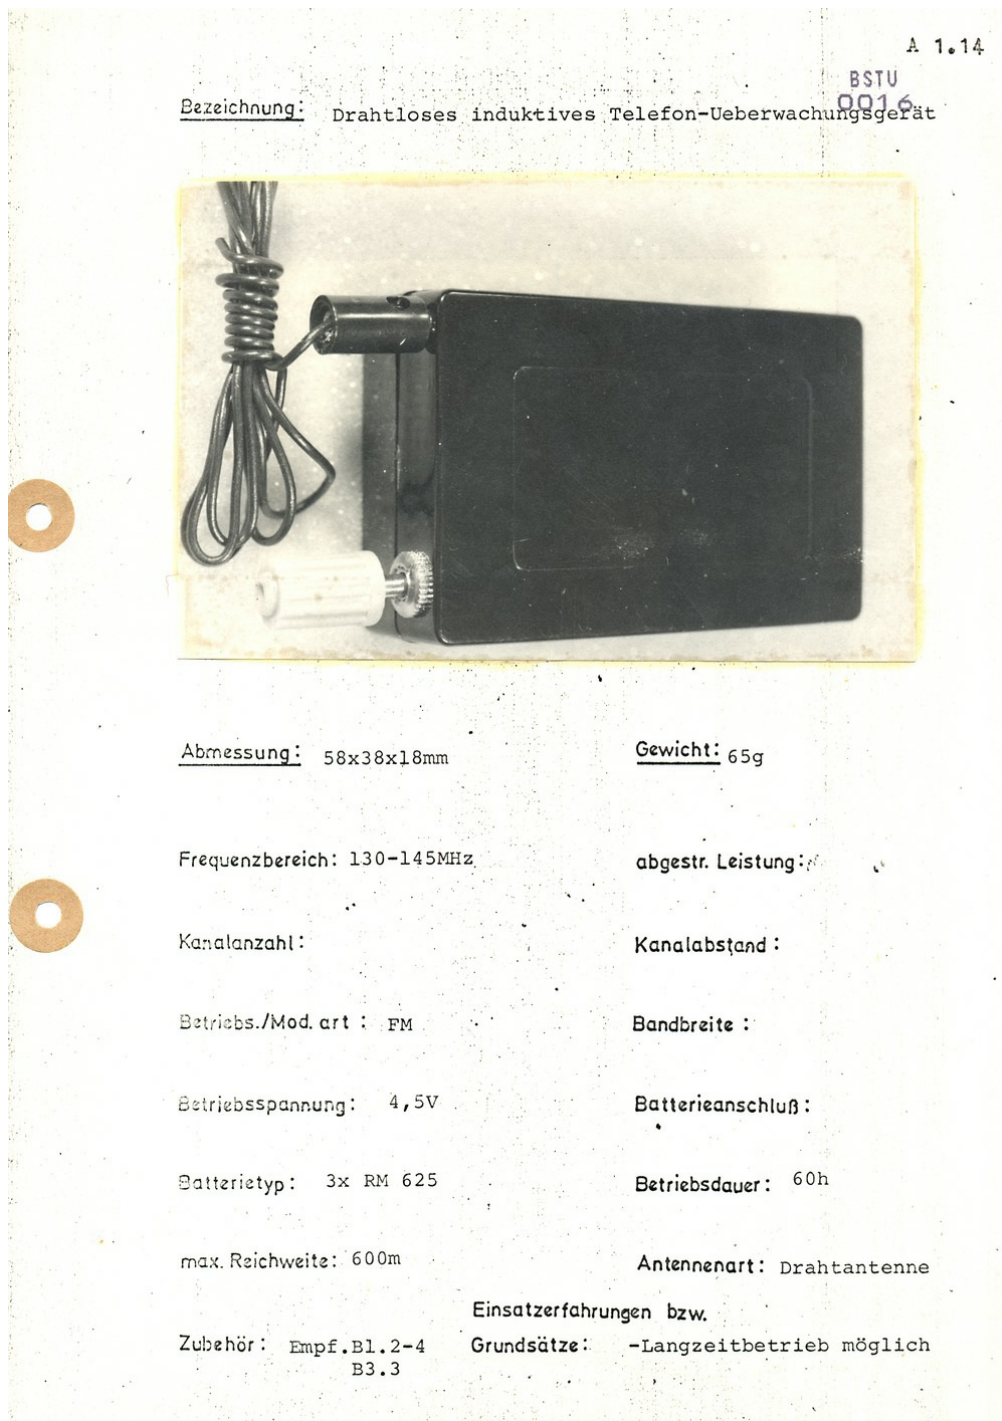 A 1.14
BSTU
0016
Bezeichnung: Drahtloses induktives Telefon-Ueberwachungsgerät
Abmessung: 58x38x18mm Gewicht: 65g
Frequenzbereich: 130-145MHz abgestr. Leistung:
Kanalanzahl: Kanalabstand:
Betriebs./Mod. art : FM Bandbreite :
Betriebsspannung: 4,5V Batterieanschluß:
Batterietyp: 3x RM 625 Betriebsdauer: 60h
max. Reichweite: 600m Antennenart: Drahtantenne
Einsatzerfahrungen bzw.
Zubehör: Empf.B1.2-4 Grundsätze: -Langzeitbetrieb möglich
B3.3